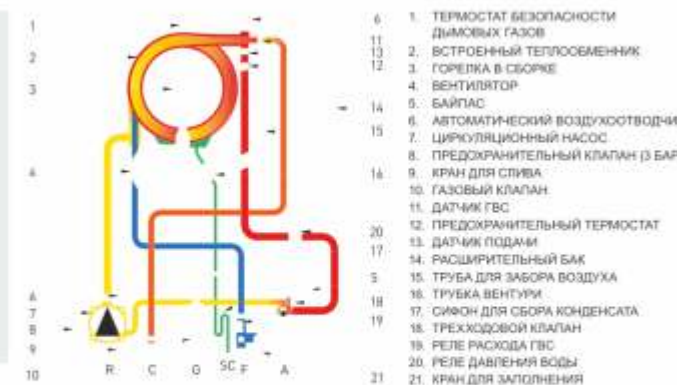 1
2
3
4
A
7
8
9
10
R C G SC F A
6
11
13
12
14
15
16
20
17
5
18
19
21
1. ТЕРМОСТАТ БЕЗОПАСНОСТИ
ДЫМОВЫХ ГАЗОВ
2. ВСТРОЕННЫЙ ТЕПЛООБМЕННИК
3. ГОРЕЛКА В СБОРКЕ
4. ВЕНТИЛЯТОР
5. БАЙПАС
6. АВТОМАТИЧЕСКИЙ ВОЗДУХООТВОДЧИ
7. ЦИРКУЛЯЦИОННЫЙ НАСОС
8. ПРЕДОХРАНИТЕЛЬНЫЙ КЛАПАН (3 БАР
9. КРАН ДЛЯ СЛИВА
10. ГАЗОВЫЙ КЛАПАН
11. ДАТЧИК ГВС
12. ПРЕДОХРАНИТЕЛЬНЫЙ ТЕРМОСТАТ
13. ДАТЧИК ПОДАЧИ
14. РАСШИРИТЕЛЬНЫЙ БАК
15. ТРУБА ДЛЯ ЗАБОРА ВОЗДУХА
16. ТРУБКА ВЕНТУРИ
17. СИФОН ДЛЯ СБОРА КОНДЕНСАТА
18. ТРЕХХОДОВОЙ КЛАПАН
19. РЕЛЕ РАСХОДА ГВС
20. РЕЛЕ ДАВЛЕНИЯ ВОДЫ
21. КРАН ДЛЯ ЗАПОЛНЕНИЯ